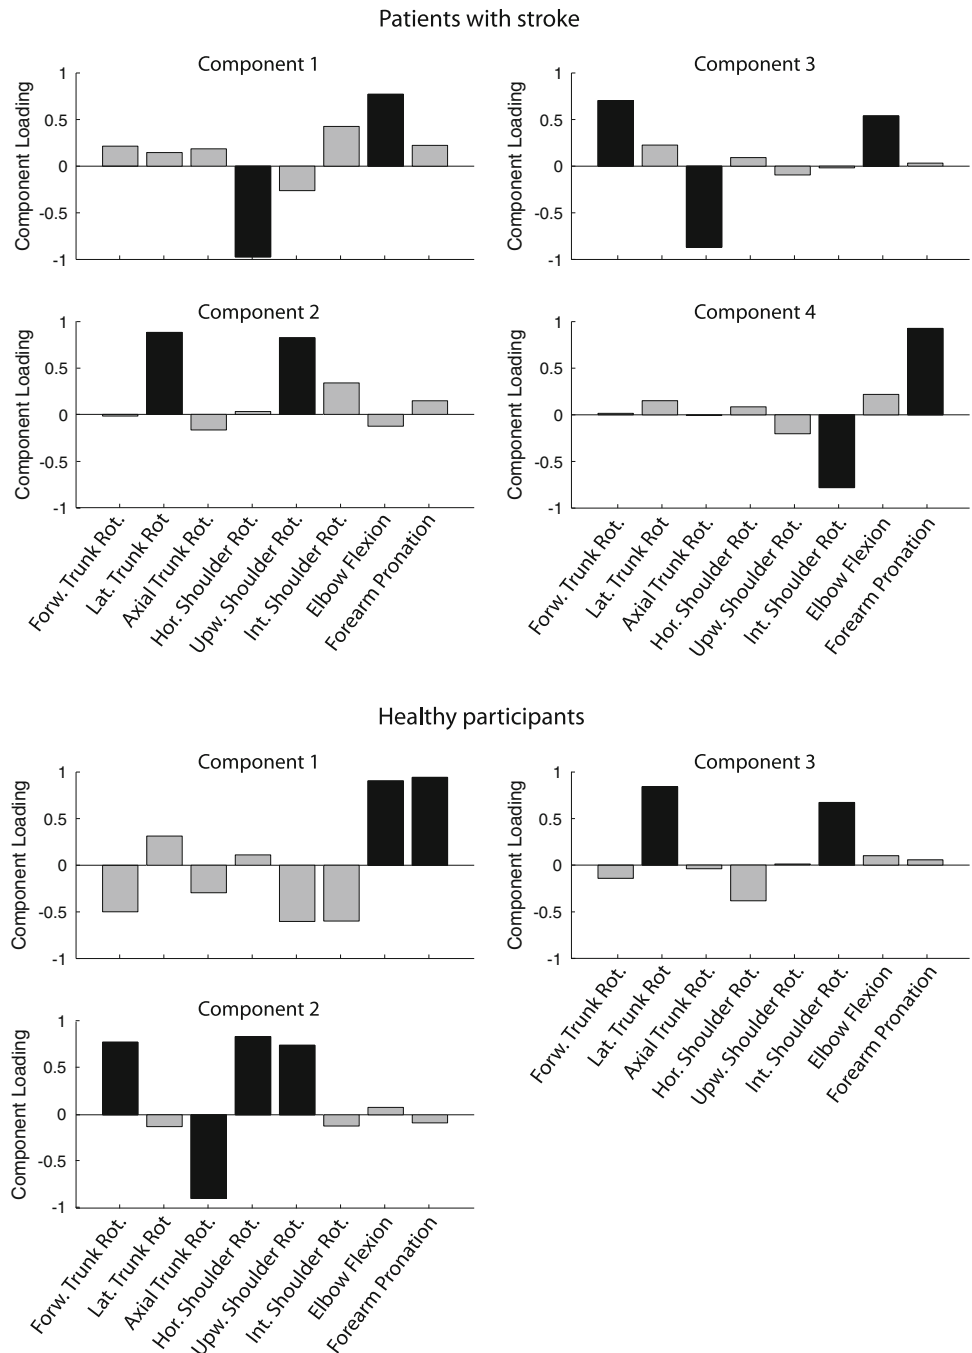 Patients with stroke
Component 1
Component Loading
1
0.5
0
-0.5
-1
Component 3
Component Loading
1
0.5
0
-0.5
-1
Component 2
Component Loading
1
0.5
0
-0.5
-1
Forw. Trunk Rot.
Lat. Trunk Rot
Axial Trunk Rot.
Hor. Shoulder Rot.
Upw. Shoulder Rot.
Int. Shoulder Rot.
Elbow Flexion
Forearm Pronation
Component 4
Component Loading
1
0.5
0
-0.5
-1
Forw. Trunk Rot.
Lat. Trunk Rot
Axial Trunk Rot.
Hor. Shoulder Rot.
Upw. Shoulder Rot.
Int. Shoulder Rot.
Elbow Flexion
Forearm Pronation
Healthy participants
Component 1
Component Loading
1
0.5
0
-0.5
-1
Component 3
Component Loading
1
0.5
0
-0.5
-1
Forw. Trunk Rot.
Lat. Trunk Rot
Axial Trunk Rot.
Hor. Shoulder Rot.
Upw. Shoulder Rot.
Int. Shoulder Rot.
Elbow Flexion
Forearm Pronation
Component 2
Component Loading
1
0.5
0
-0.5
-1
Forw. Trunk Rot.
Lat. Trunk Rot
Axial Trunk Rot.
Hor. Shoulder Rot.
Upw. Shoulder Rot.
Int. Shoulder Rot.
Elbow Flexion
Forearm Pronation